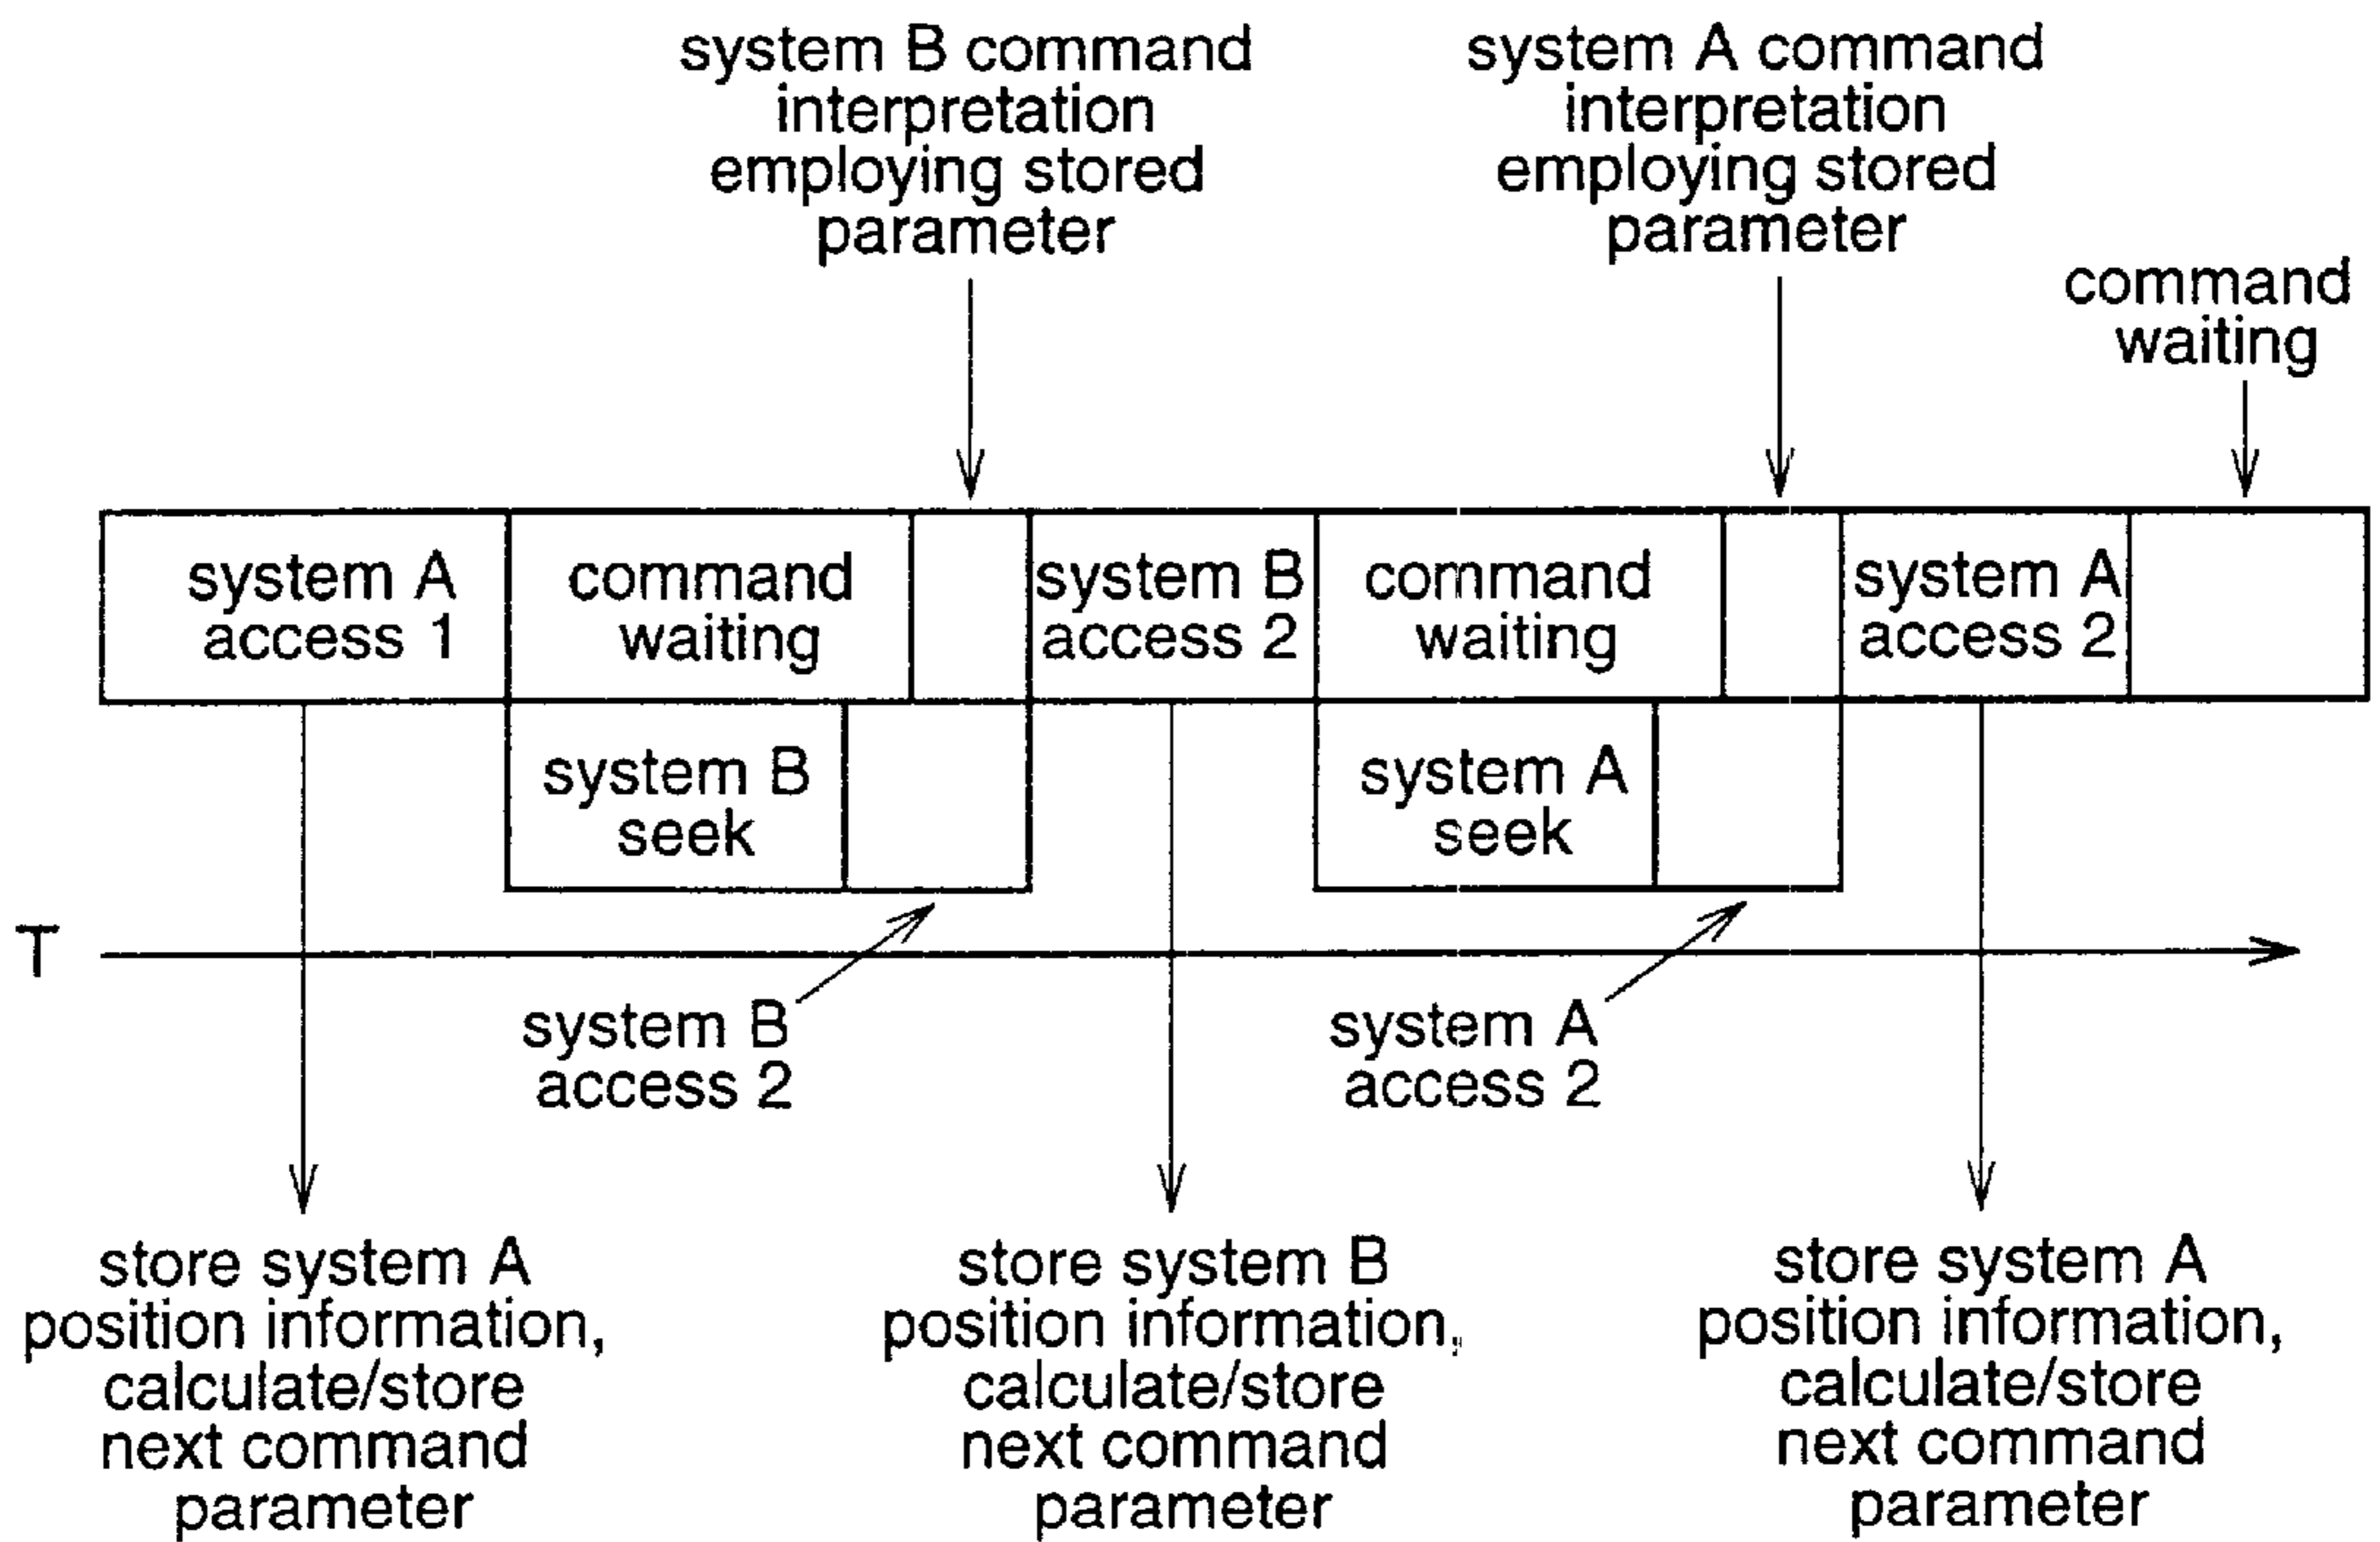 system B command
interpretation
employing stored
parameter
system A command
interpretation
employing stored
parameter
command
waiting
system A
access 1
command
waiting
system B
access 2
command
waiting
system A
access 2
system B
seek
system A
seek
T
system B
access 2
system A
access 2
store system A
position information,
calculate/store
next command
parameter
store system B
position information,
calculate/store
next command
parameter
store system A
position information,
calculate/store
next command
parameter